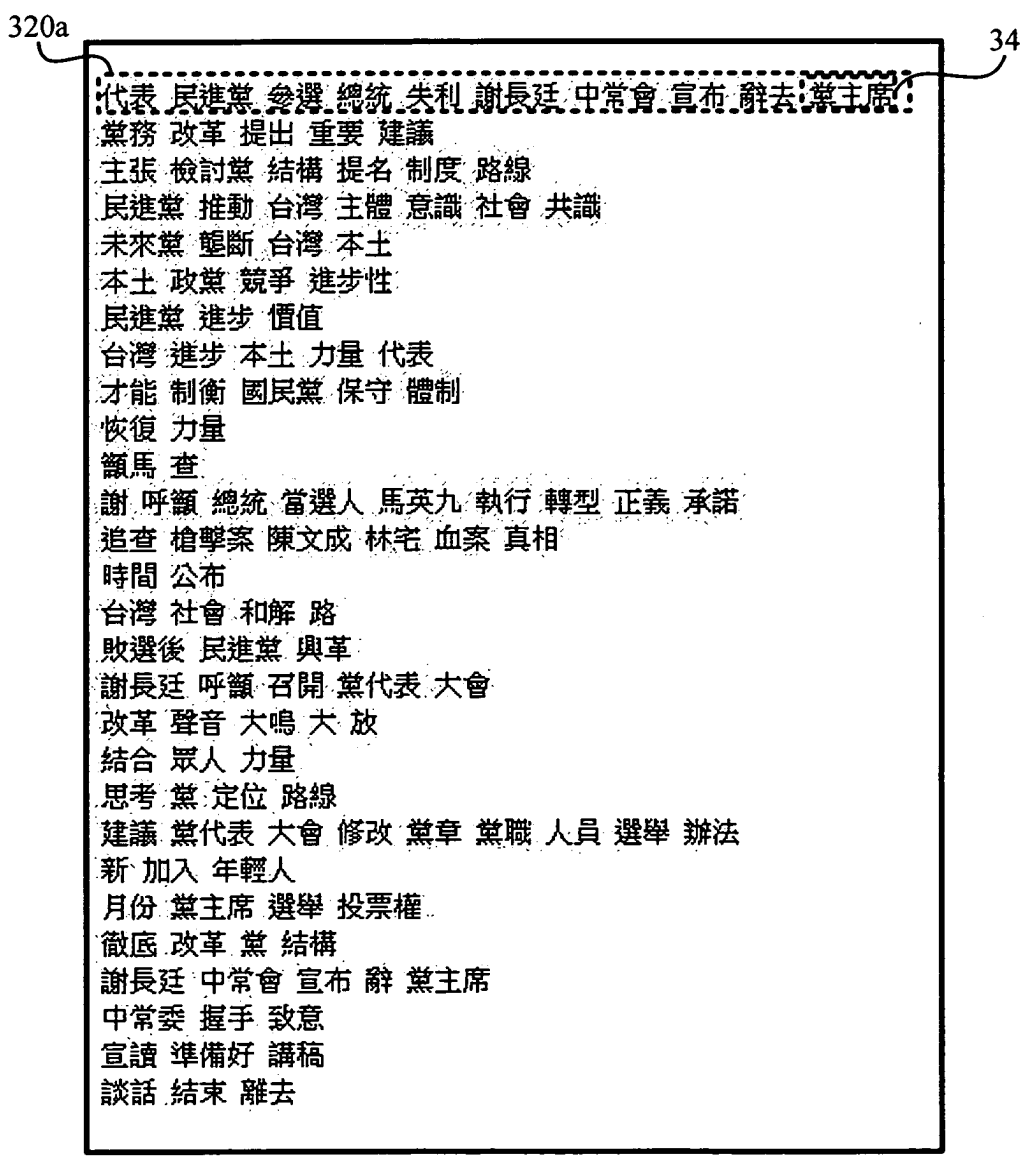 320a
34
代表 民進黨 參選 總統 失利 謝長廷 中常會 宣布 辭去 黨主席
黨務 改革 提出 重要 建議
主張 檢討黨 結構 提名 制度 路線
民進黨 推動 台灣 主體 意識 社會 共識
未來黨 壟斷 台灣 本土
本土 政黨 競爭 進步性
民進黨 進步 價值
台灣 進步 本土 力量 代表
才能 制衡 國民黨 保守 體制
恢復 力量
籲馬 查
謝 呼籲 總統 當選人 馬英九 執行 轉型 正義 承諾
追查 槍擊案 陳文成 林宅 血案 真相
時間 公布
台灣 社會 和解 路
敗選後 民進黨 興革
謝長廷 呼籲 召開 黨代表 大會
改革 聲音 大鳴 大 放
結合 眾人 力量
思考 黨 定位 路線
建議 黨代表 大會 修改 黨章 黨職 人員 選舉 辦法
新 加入 年輕人
月份 黨主席 選舉 投票權
徹底 改革 黨 結構
謝長廷 中常會 宣布 辭 黨主席
中常委 握手 致意
宣讀 準備好 講稿
談話 結束 離去